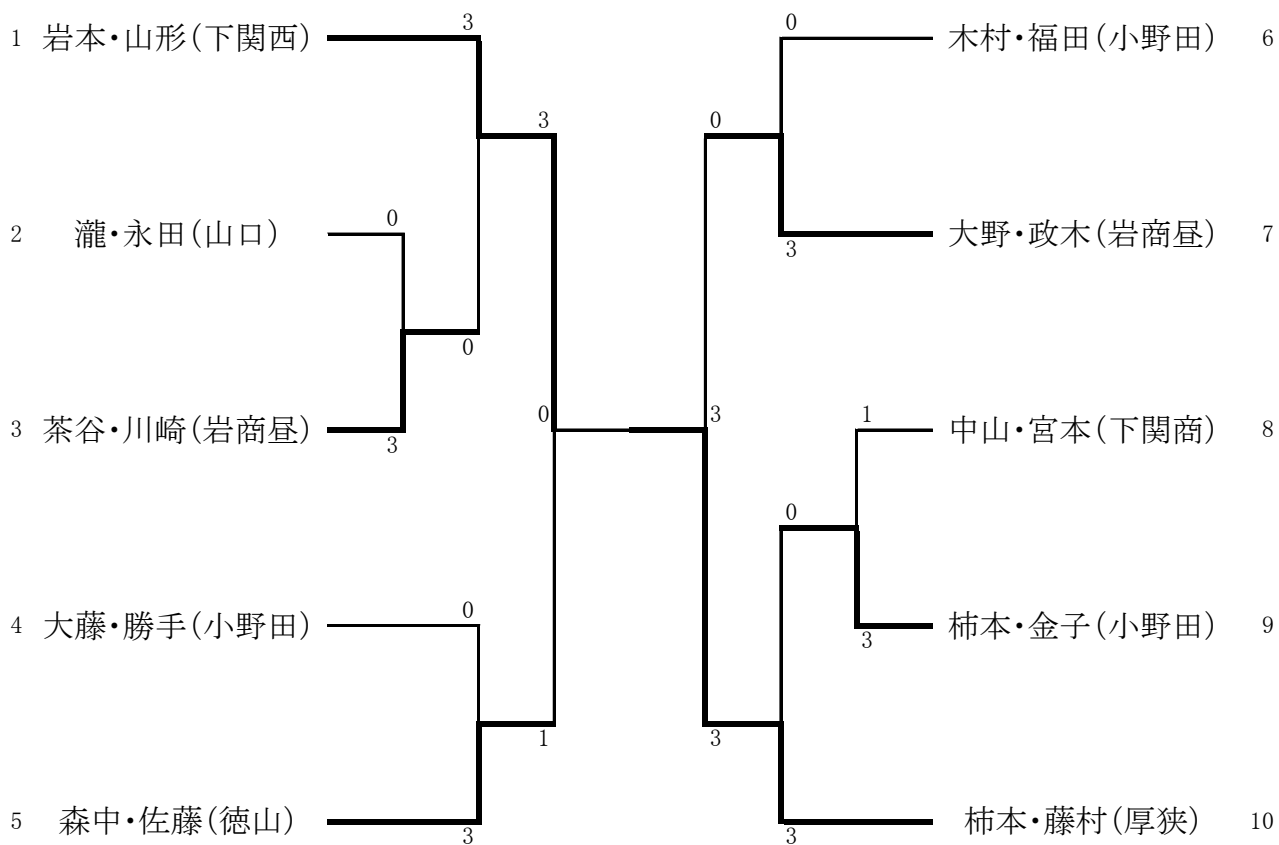 3
0
1 岩本・山形(下関西)
木村・福田(小野田) 6
3
0
0
2 瀧・永田(山口)
大野・政木(岩商昼) 7
3
0
0
3
1
3 茶谷・川崎(岩商昼)
中山・宮本(下関商) 8
3
0
0
4 大藤・勝手(小野田)
柿本・金子(小野田) 9
3
1
3
5 森中・佐藤(徳山)
柿本・藤村(厚狭) 10
3
3